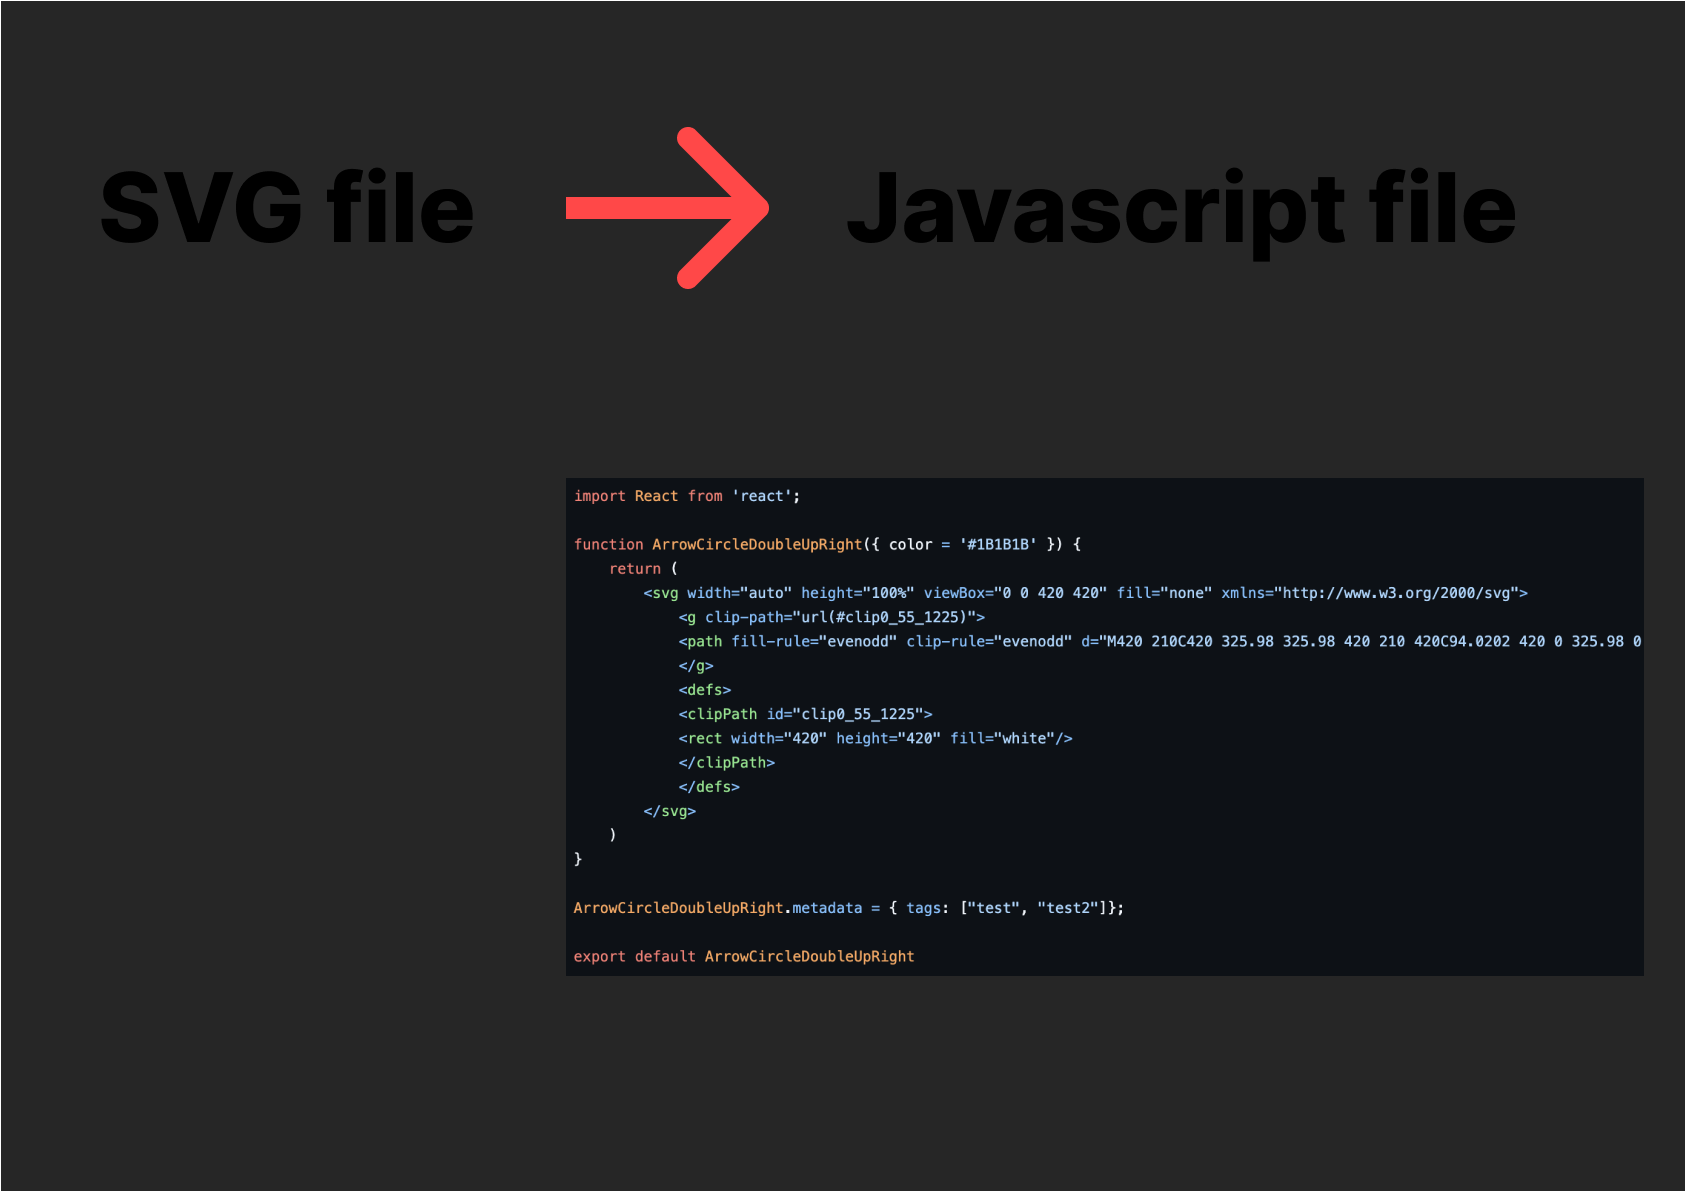 SVG file
Javascript file
import React from 'react';
function ArrowCircleDoubleUpRight({ color = '#1B1B1B' }) {
return (
<svg width="auto" height="100%" viewBox="0 0 420 420" fill="none" xmlns="http://www.w3.org/2000/svg">
<g clip-path="url(#clip0_55_1225)">
<path fill-rule="evenodd" clip-rule="evenodd" d="M420 210C420 325.98 325.98 420 210 420C94.0202 420 0 325.98 0
</g>
<defs>
<clipPath id="clip0_55_1225">
<rect width="420" height="420" fill="white"/>
</clipPath>
</defs>
</svg>
)
}
ArrowCircleDoubleUpRight.metadata = { tags: ["test", "test2"]};
export default ArrowCircleDoubleUpRight